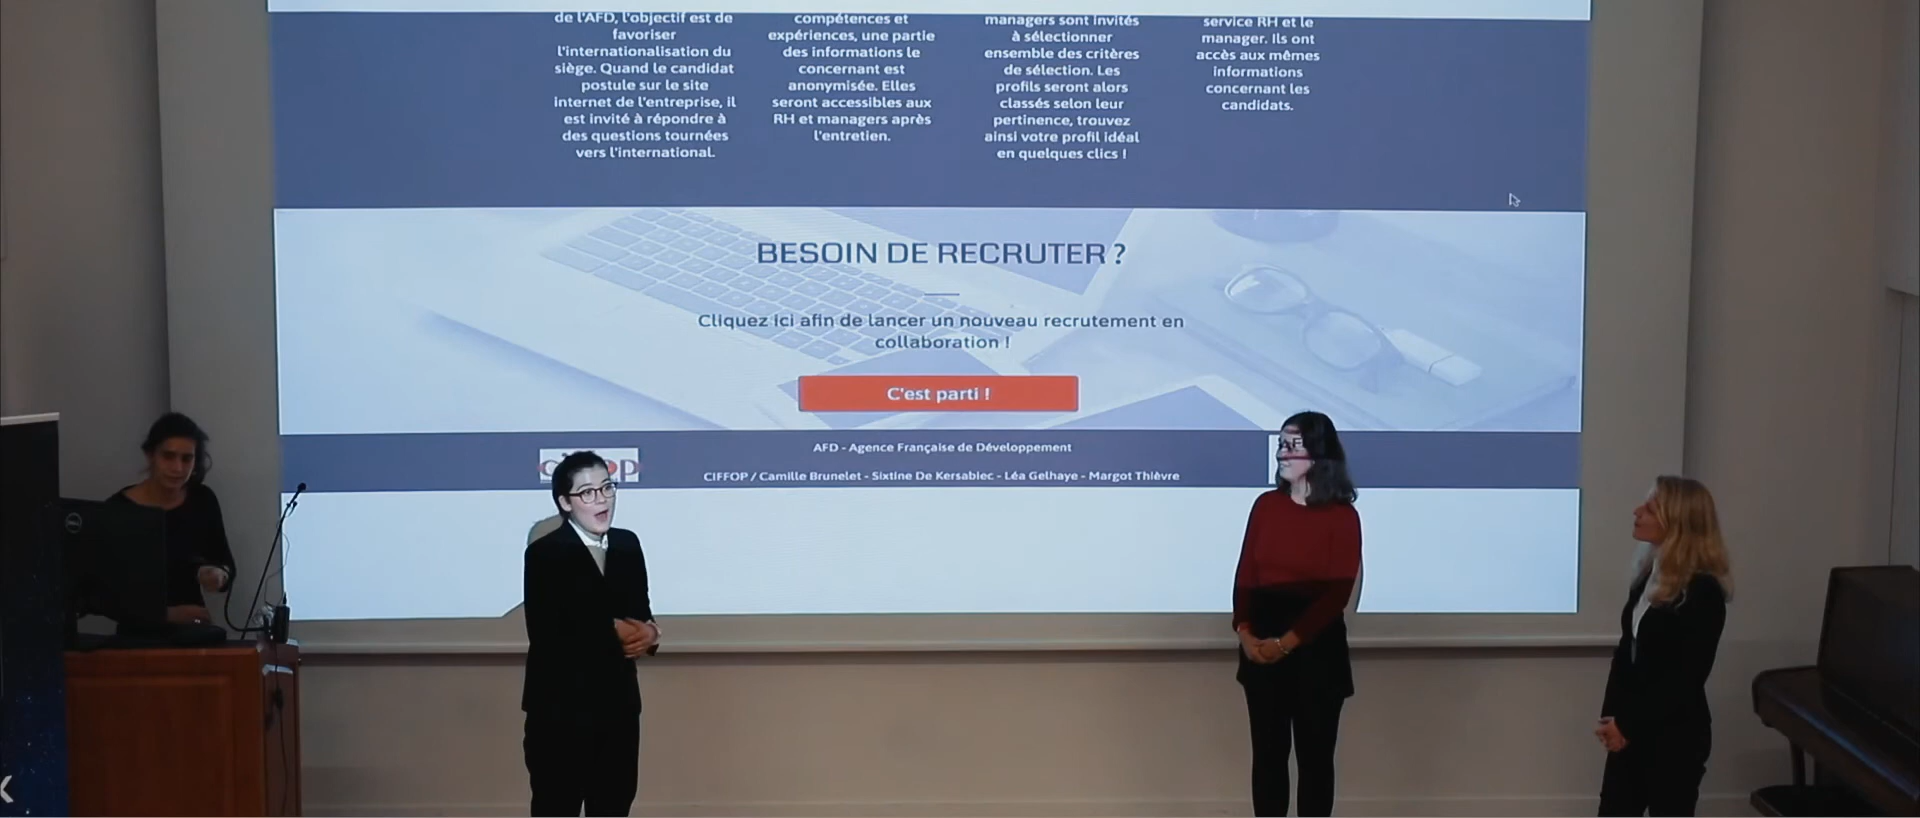 de l'AFD, l'objectif est de
favoriser
l'internationalisation du
siège. Quand le candidat
postule sur le site
internet de l'entreprise, il
est invité à répondre à
des questions tournées
vers l'international.
compétences et
expériences, une partie
des informations le
concernant est
anonymisée. Elles
seront accessibles aux
RH et managers après
l'entretien.
managers sont invités
à sélectionner
ensemble des critères
de sélection. Les
profils seront alors
classés selon leur
pertinence, trouvez
ainsi votre profil idéal
en quelques clics !
service RH et le
manager. Ils ont
accès aux mêmes
informations
concernant les
candidats.
BESOIN DE RECRUTER ?
Cliquez ici afin de lancer un nouveau recrutement en
collaboration !
C'est parti !
AFD - Agence Française de Développement
CIFFOP / Camille Brunelet - Sixtine De Kersabiec - Léa Gelhaye - Margot Thièvre
DELL